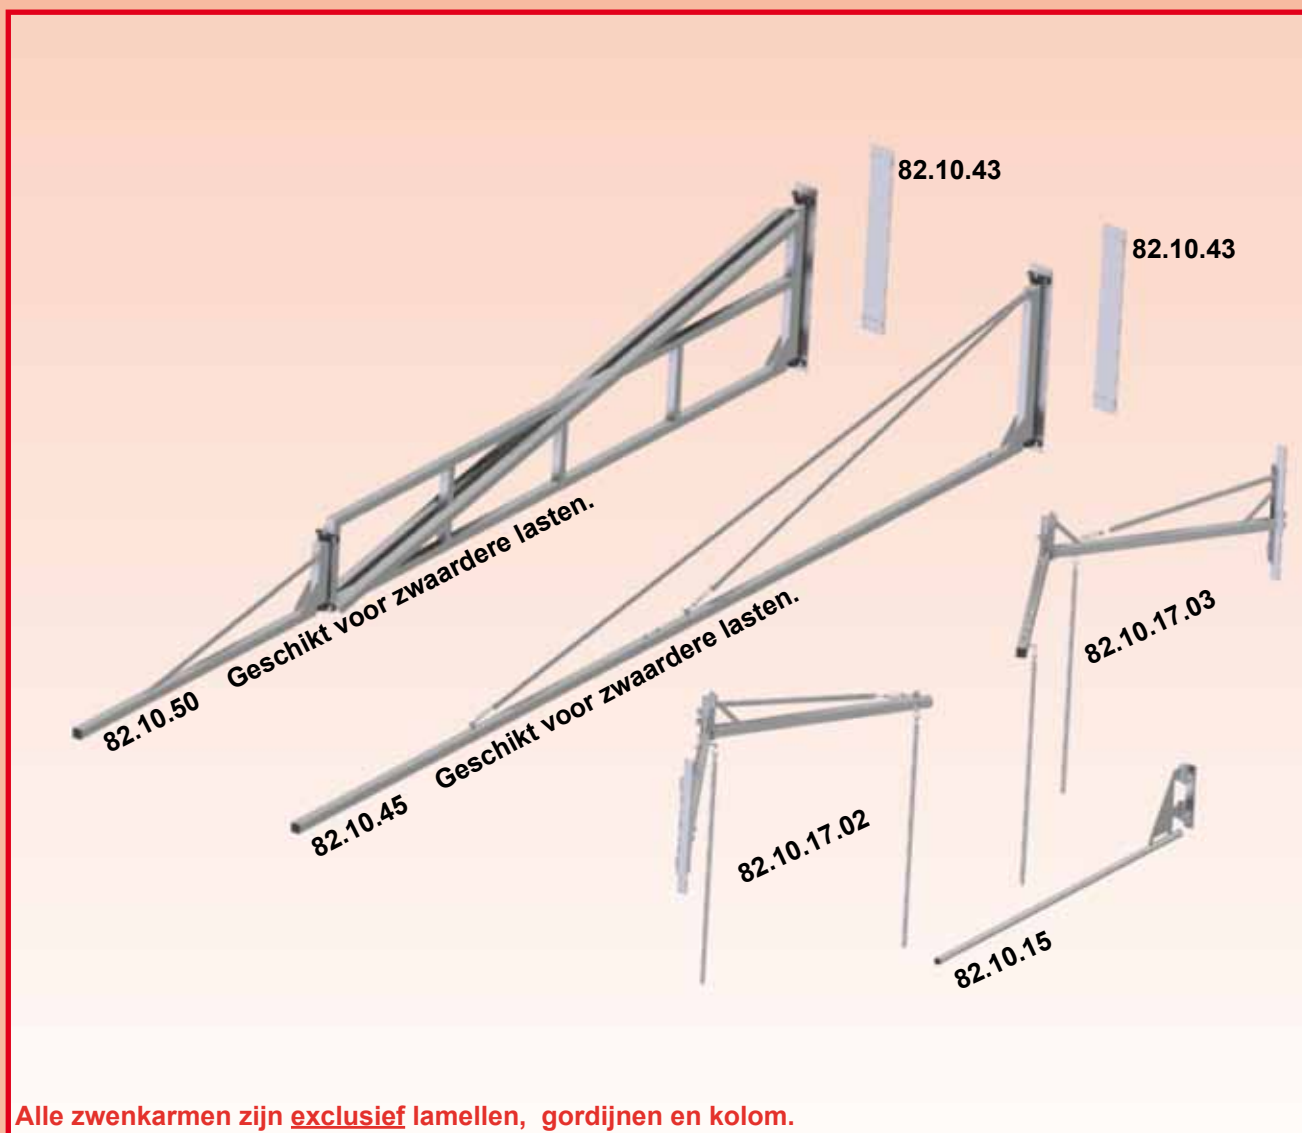 82.10.43
82.10.43
Geschikt voor zwaardere lasten.
82.10.17.03
82.10.50
Geschikt voor zwaardere lasten.
82.10.45
82.10.17.02
82.10.15
Alle zwenkarmen zijn exclusief lamellen,  gordijnen en kolom.